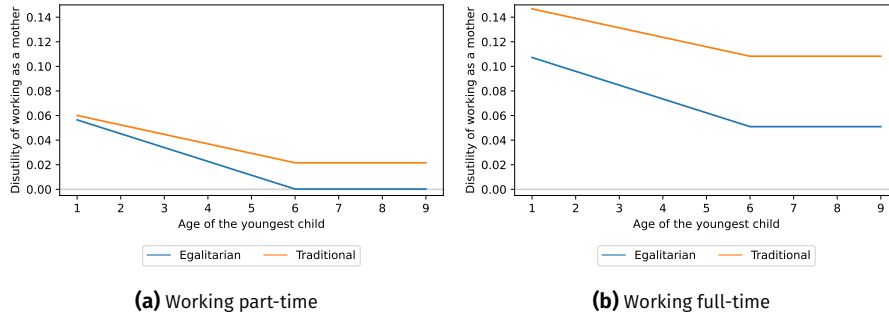 Disutility of working as a mother
0.14
0.12
0.10
0.08
0.06
0.04
0.02
0.00
1 2 3 4 5 6 7 8 9
Age of the youngest child
Egalitarian Traditional
(a) Working part-time
Disutility of working as a mother
0.14
0.12
0.10
0.08
0.06
0.04
0.02
0.00
1 2 3 4 5 6 7 8 9
Age of the youngest child
Egalitarian Traditional
(b) Working full-time